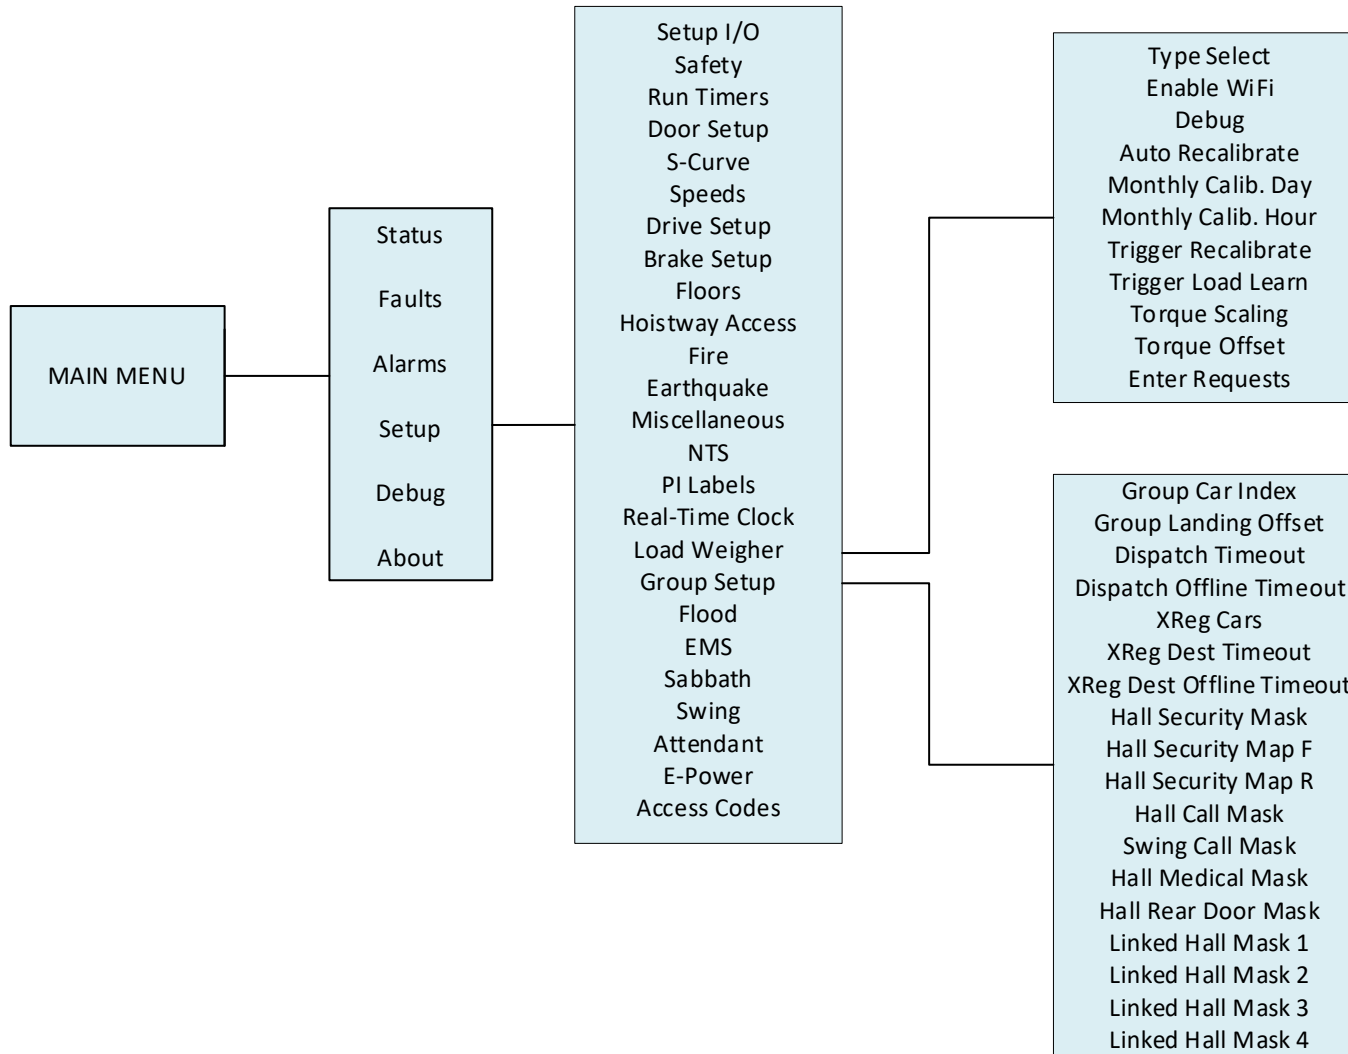 MAIN MENU
Status
Faults
Alarms
Setup
Debug
About
Setup I/O
Safety
Run Timers
Door Setup
S-Curve
Speeds
Drive Setup
Brake Setup
Floors
Hoistway Access
Fire
Earthquake
Miscellaneous
NTS
PI Labels
Real-Time Clock
Load Weigher
Group Setup
Flood
EMS
Sabbath
Swing
Attendant
E-Power
Access Codes
Type Select
Enable WiFi
Debug
Auto Recalibrate
Monthly Calib. Day
Monthly Calib. Hour
Trigger Recalibrate
Trigger Load Learn
Torque Scaling
Torque Offset
Enter Requests
Group Car Index
Group Landing Offset
Dispatch Timeout
Dispatch Offline Timeout
XReg Cars
XReg Dest Timeout
XReg Dest Offline Timeout
Hall Security Mask
Hall Security Map F
Hall Security Map R
Hall Call Mask
Swing Call Mask
Hall Medical Mask
Hall Rear Door Mask
Linked Hall Mask 1
Linked Hall Mask 2
Linked Hall Mask 3
Linked Hall Mask 4